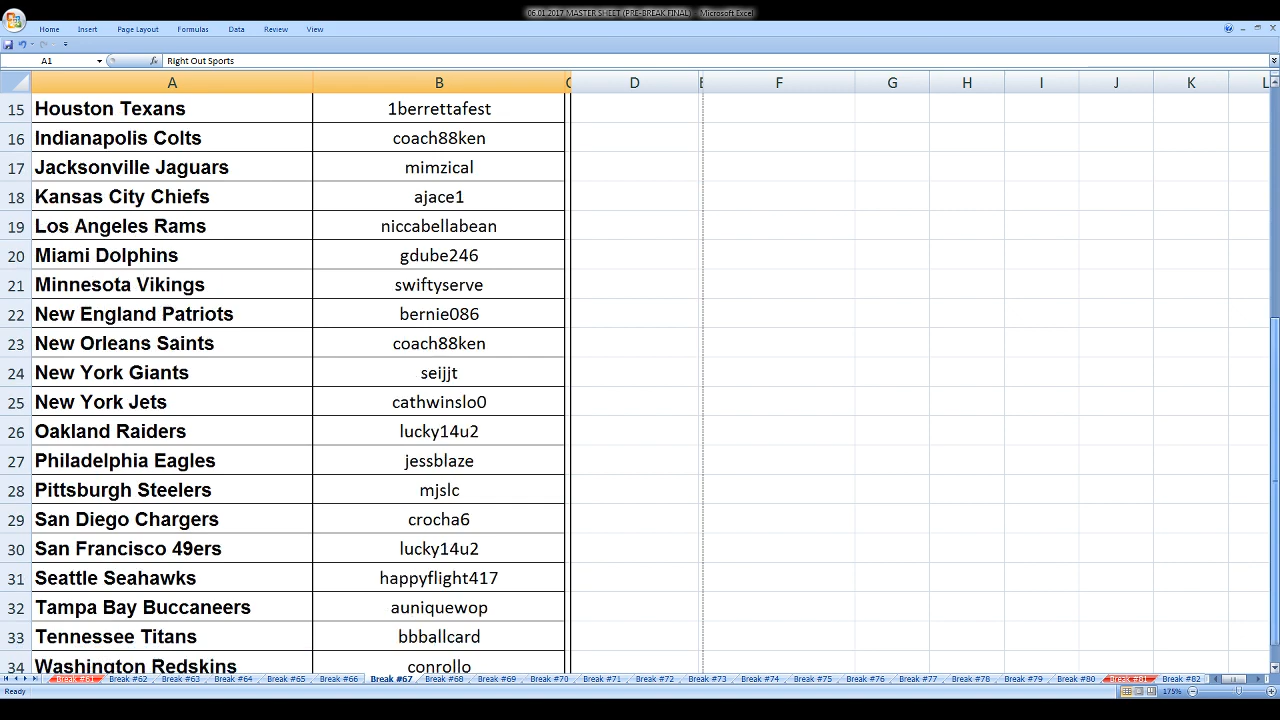 06.01.2017 MASTER SHEET (PRE-BREAK FINAL) - Microsoft Excel
Home Insert Page Layout Formulas Data Review View
A1 fx Right Out Sports
A B C D E F G H I J K L
15 Houston Texans 1berrettafest
16 Indianapolis Colts coach88ken
17 Jacksonville Jaguars mimzical
18 Kansas City Chiefs ajace1
19 Los Angeles Rams niccabellabean
20 Miami Dolphins gdube246
21 Minnesota Vikings swiftyserve
22 New England Patriots bernie086
23 New Orleans Saints coach88ken
24 New York Giants seijjt
25 New York Jets cathwinslo0
26 Oakland Raiders lucky14u2
27 Philadelphia Eagles jessblaze
28 Pittsburgh Steelers mjslc
29 San Diego Chargers crocha6
30 San Francisco 49ers lucky14u2
31 Seattle Seahawks happyflight417
32 Tampa Bay Buccaneers auniquewop
33 Tennessee Titans bbballcard
34 Washington Redskins conrollo
Break #61 Break #62 Break #63 Break #64 Break #65 Break #66 Break #67 Break #68 Break #69 Break #70 Break #71 Break #72 Break #73 Break #74 Break #75 Break #76 Break #77 Break #78 Break #79 Break #80 Break #81 Break #82
Ready 175%